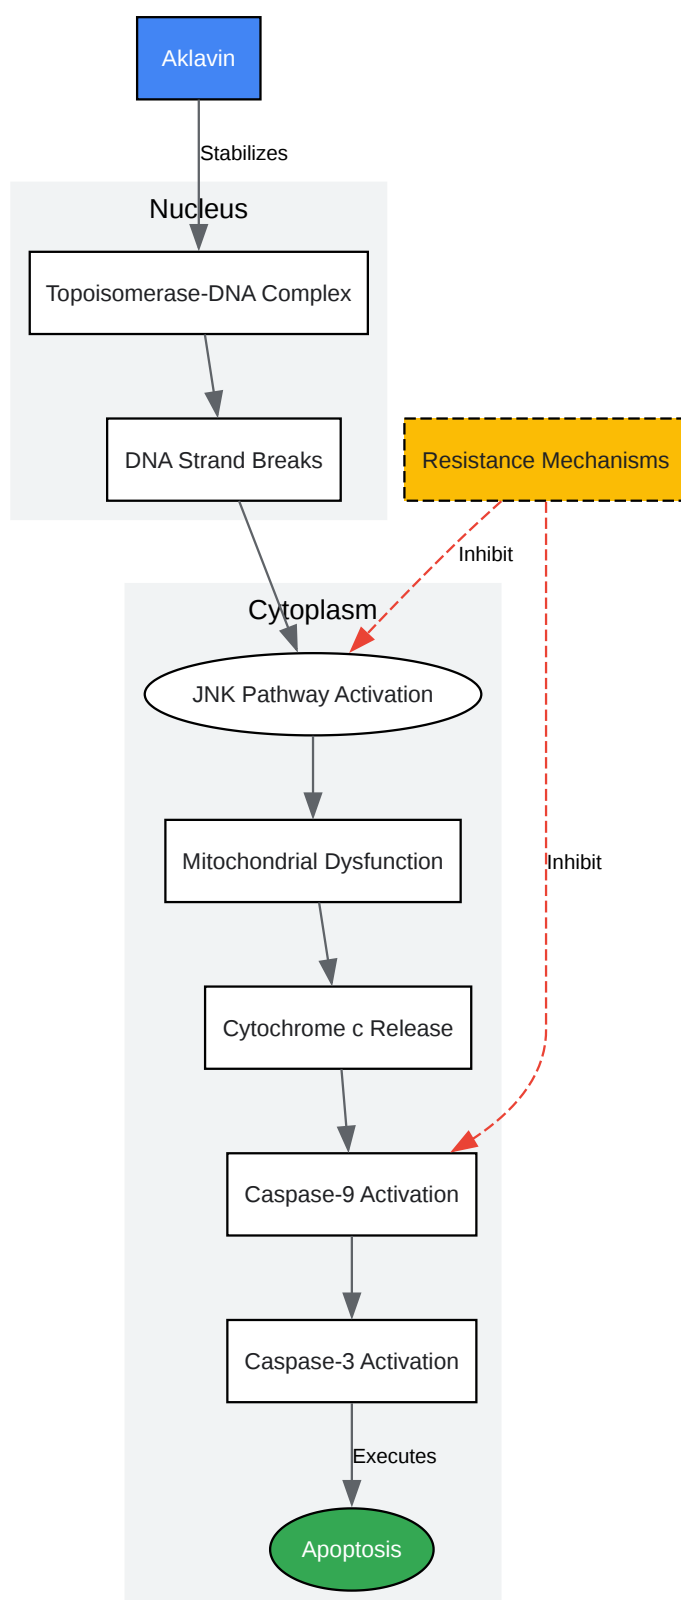 Aklavin
Stabilizes
Nucleus
Topoisomerase-DNA Complex
DNA Strand Breaks
Resistance Mechanisms
Inhibit
Cytoplasm
JNK Pathway Activation
Mitochondrial Dysfunction
Inhibit
Cytochrome c Release
Caspase-9 Activation
Caspase-3 Activation
Executes
Apoptosis